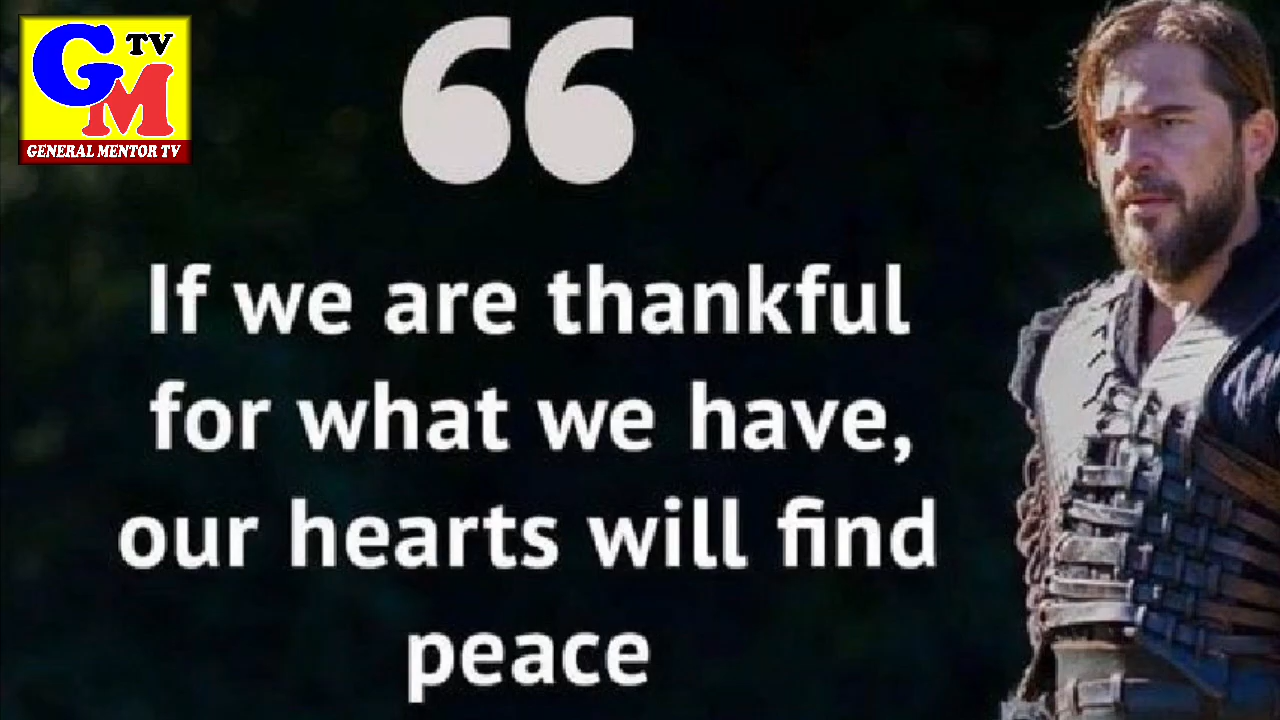 TV
GM
GENERAL MENTOR TV
“
If we are thankful
for what we have,
our hearts will find
peace